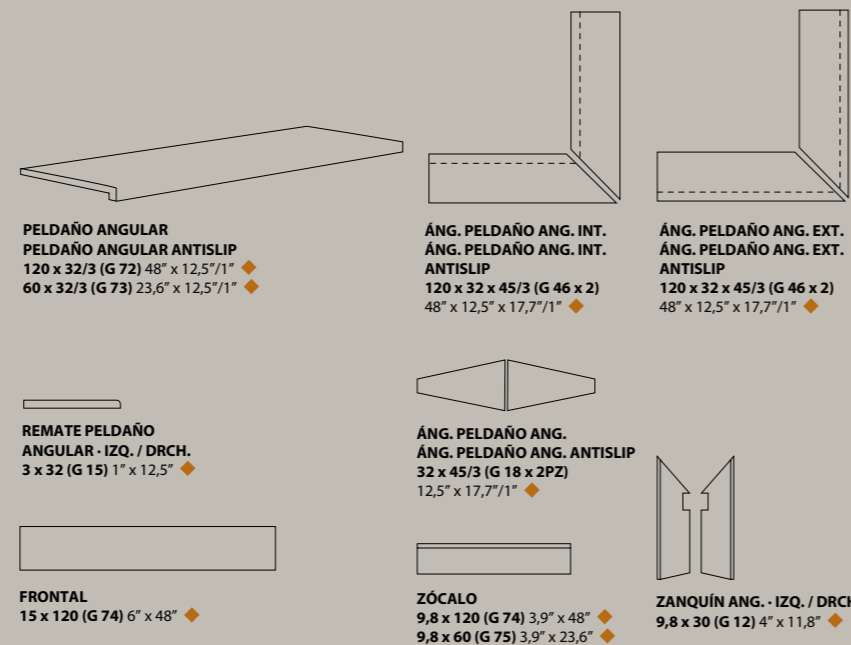 PELDAÑO ANGULAR
PELDAÑO ANGULAR ANTISLIP
120 x 32/3 (G 72) 48” x 12,5”/1”
60 x 32/3 (G 73) 23,6” x 12,5”/1”
ÁNG. PELDAÑO ANG. INT.
ÁNG. PELDAÑO ANG. INT.
ANTISLIP
120 x 32 x 45/3 (G 46 x 2)
48” x 12,5” x 17,7”/1”
ÁNG. PELDAÑO ANG. EXT.
ÁNG. PELDAÑO ANG. EXT.
ANTISLIP
120 x 32 x 45/3 (G 46 x 2)
48” x 12,5” x 17,7”/1”
REMATE PELDAÑO
ANGULAR · IZQ. / DRCH.
3 x 32 (G 15) 1” x 12,5”
ÁNG. PELDAÑO ANG.
ÁNG. PELDAÑO ANG. ANTISLIP
32 x 45/3 (G 18 x 2PZ)
12,5” x 17,7”/1”
FRONTAL
15 x 120 (G 74) 6” x 48”
ZÓCALO
9,8 x 120 (G 74) 3,9” x 48”
9,8 x 60 (G 75) 3,9” x 23,6”
ZANQUÍN ANG. · IZQ. / DRCH
9,8 x 30 (G 12) 4” x 11,8”